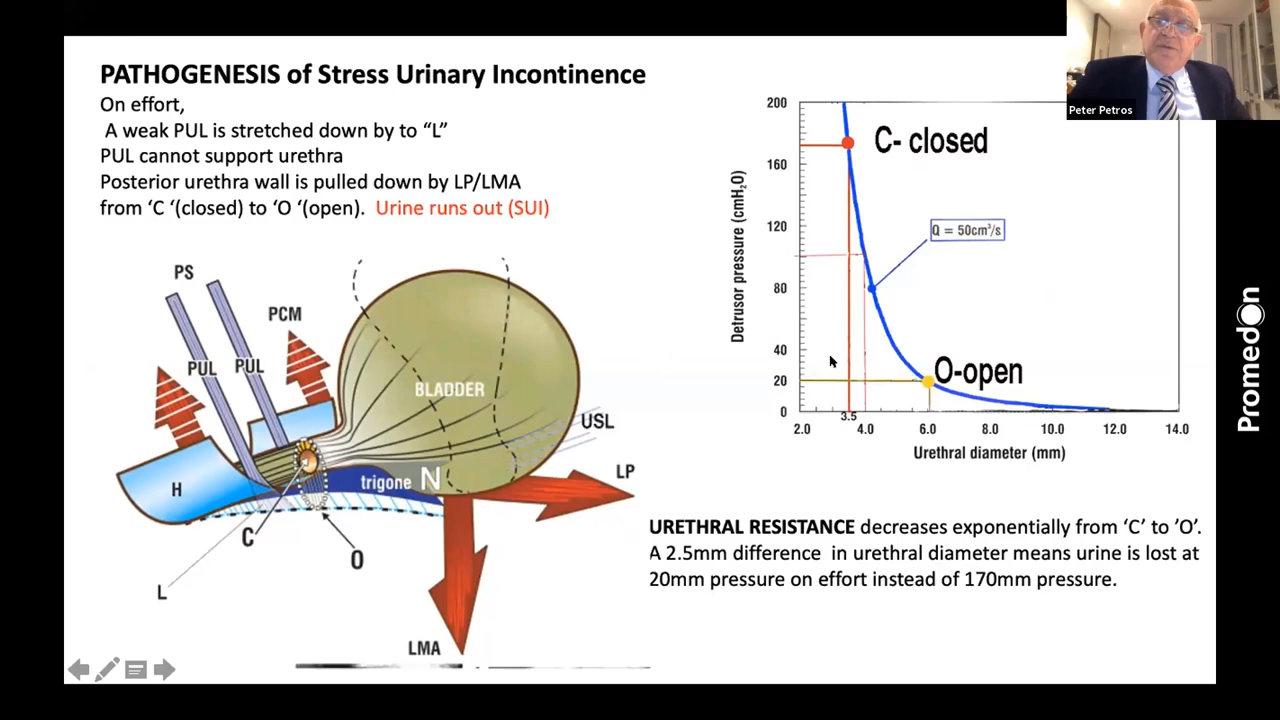 PATHOGENESIS of Stress Urinary Incontinence
On effort,
A weak PUL is stretched down by to “L”
PUL cannot support urethra
Posterior urethra wall is pulled down by LP/LMA
from ‘C ‘(closed) to ‘O ‘(open). Urine runs out (SUI)
PS
PCM
PUL
PUL
BLADDER
USL
LP
trigone N
H
C
O
L
LMA
Peter Petros
200
C- closed
160
Detrusor pressure (cmH₂O)
120
Q = 50cm³/s
80
40
O-open
20
0
3.5
2.0 4.0 6.0 8.0 10.0 12.0 14.0
Urethral diameter (mm)
URETHRAL RESISTANCE decreases exponentially from ‘C’ to ’O’.
A 2.5mm difference in urethral diameter means urine is lost at
20mm pressure on effort instead of 170mm pressure.
Promedon